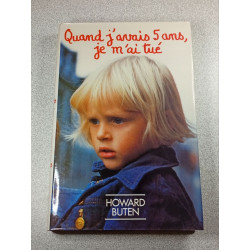 Quand j'avais 5 ans,
je m'ai tué
HOWARD
BUTEN